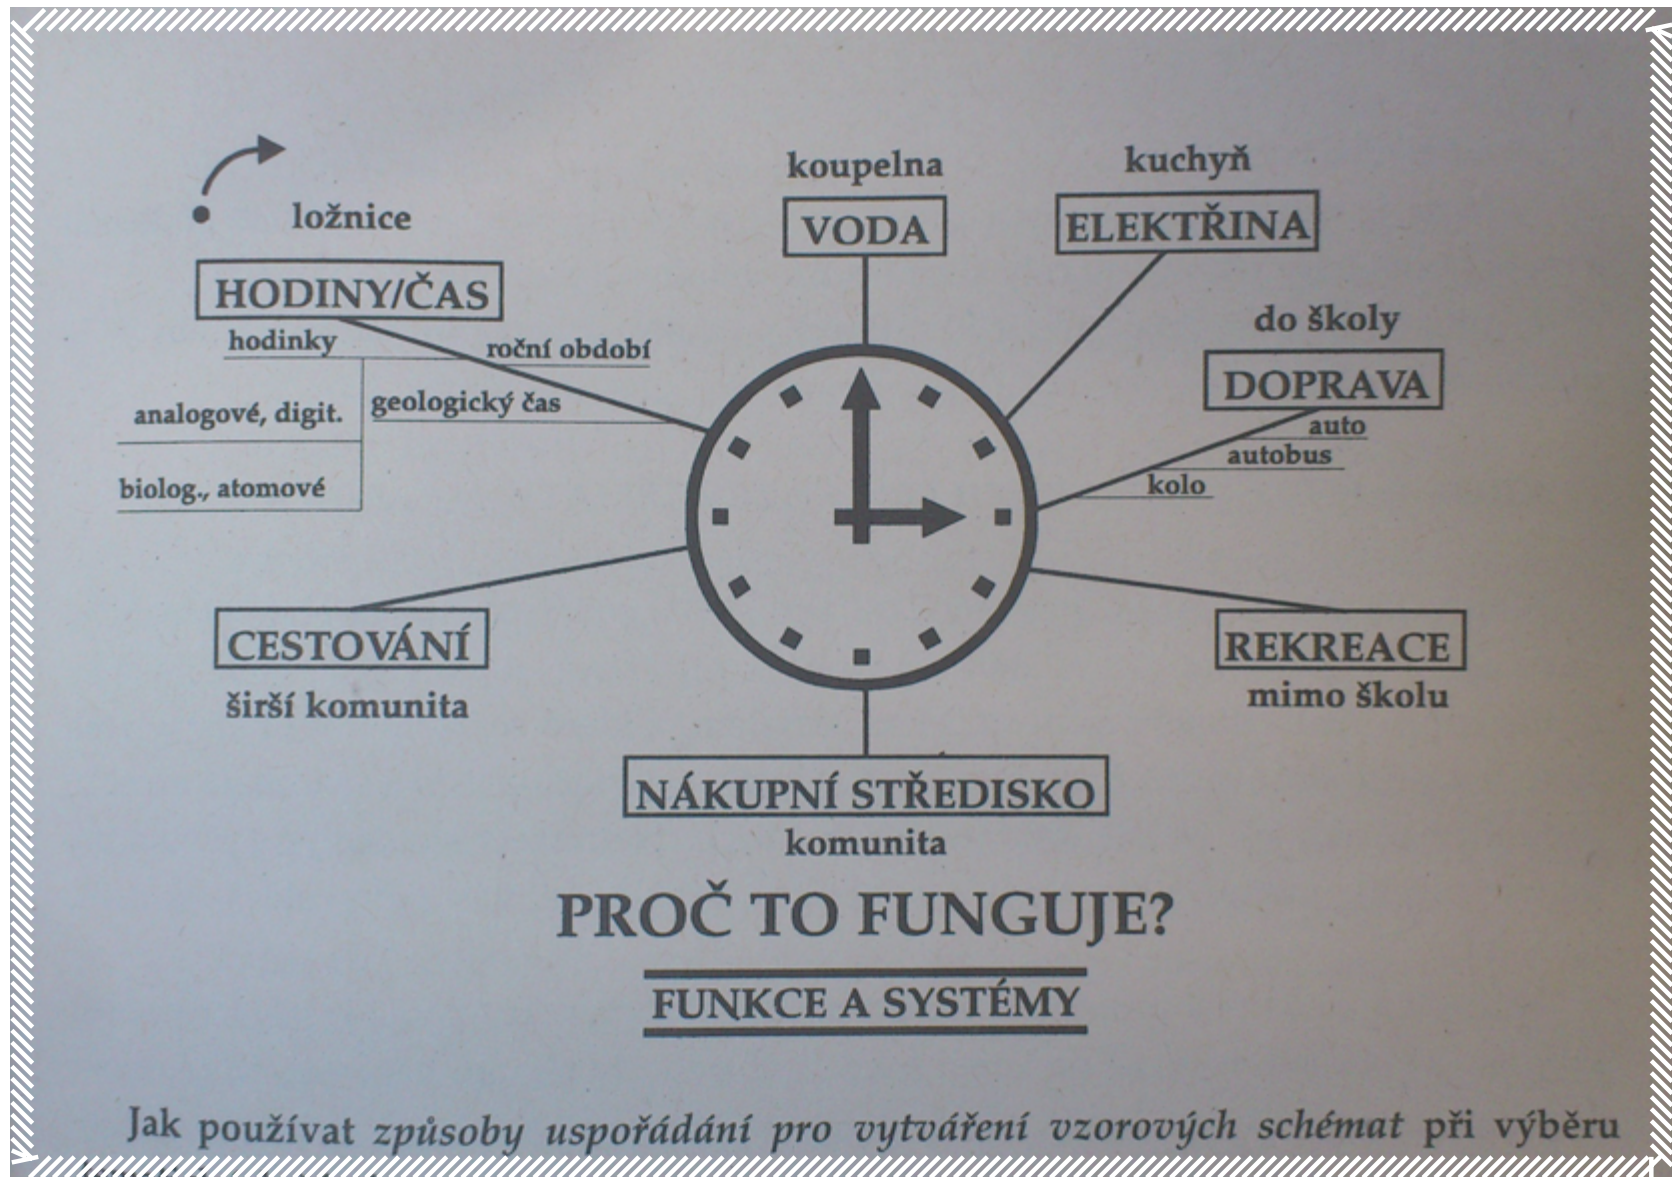 ložnice
HODINY/ČAS
hodinky
roční období
analogové, digit.
geologický čas
biolog., atomové
koupelna
VODA
kuchyň
ELEKTŘINA
do školy
DOPRAVA
auto
autobus
kolo
REKREACE
mimo školu
NÁKUPNÍ STŘEDISKO
komunita
CESTOVÁNÍ
širší komunita
PROČ TO FUNGUJE?
FUNKCE A SYSTÉMY
Jak používat způsoby uspořádání pro vytváření vzorových schémat při výběru